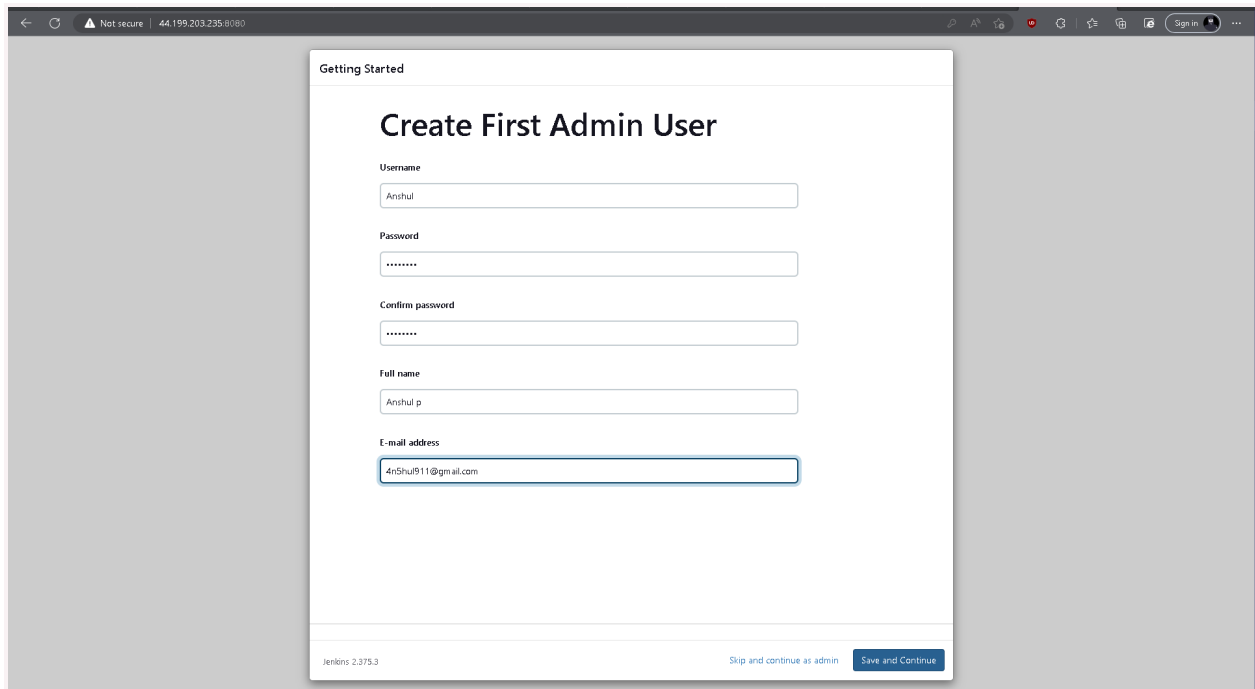 Not secure | 44.199.203.235:8080
Sign in
Getting Started
Create First Admin User
Username
Anshul
Password
••••••••
Confirm password
••••••••
Full name
Anshul p
E-mail address
4n5hul911@gmail.com
Jenkins 2.375.3
Skip and continue as admin
Save and Continue